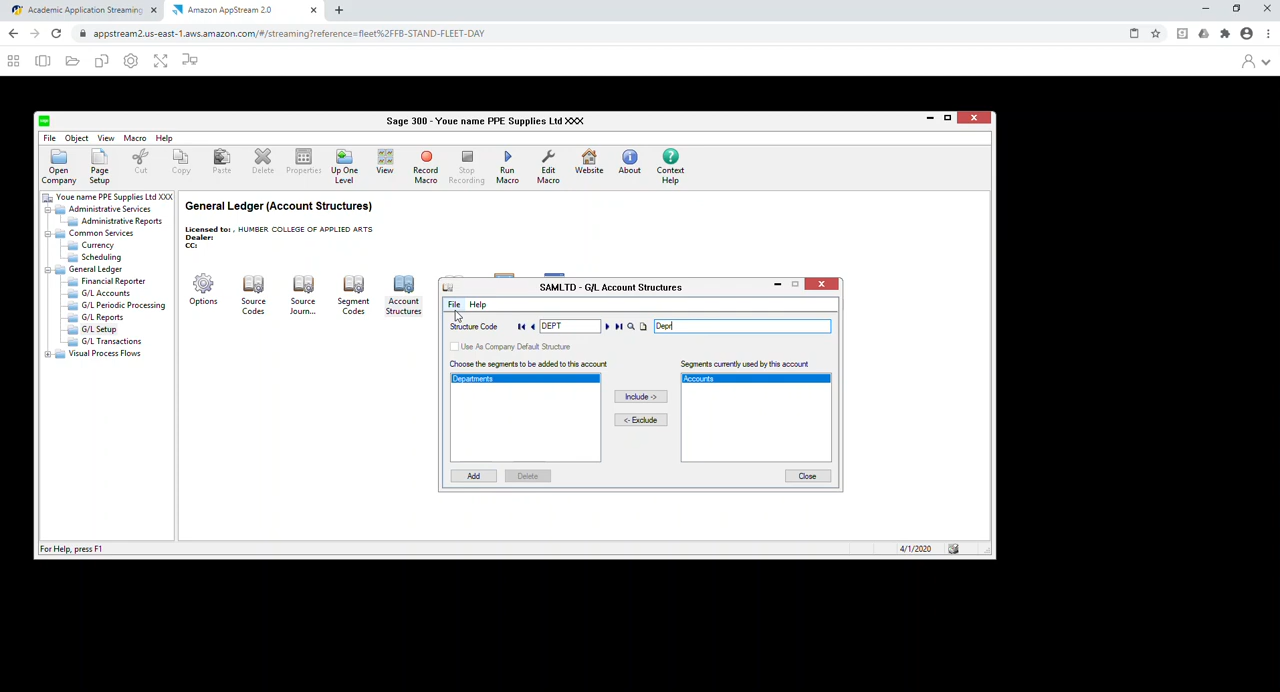 Academic Application Streaming
Amazon AppStream 2.0
appstream2.us-east-1.aws.amazon.com/#/streaming?reference=fleet%2FFB-STAND-FLEET-DAY
Sage 300 - Youe name PPE Supplies Ltd XXX
File Object View Macro Help
Open Company
Page Setup
Cut
Copy
Paste
Delete
Properties
Up One Level
View
Record Macro
Stop Recording
Run Macro
Edit Macro
Website
About
Context Help
Youe name PPE Supplies Ltd XXX
Administrative Services
Administrative Reports
Common Services
Currency
Scheduling
General Ledger
Financial Reporter
G/L Accounts
G/L Periodic Processing
G/L Reports
G/L Setup
G/L Transactions
Visual Process Flows
General Ledger (Account Structures)
Licensed to: , HUMBER COLLEGE OF APPLIED ARTS
Dealer:
CC:
Options
Source Codes
Source Journ...
Segment Codes
Account Structures
SAMLTD - G/L Account Structures
File Help
Structure Code DEPT Depr
Use As Company Default Structure
Choose the segments to be added to this account
Segments currently used by this account
Departments
Accounts
Include ->
<- Exclude
Add Delete Close
For Help, press F1
4/1/2020